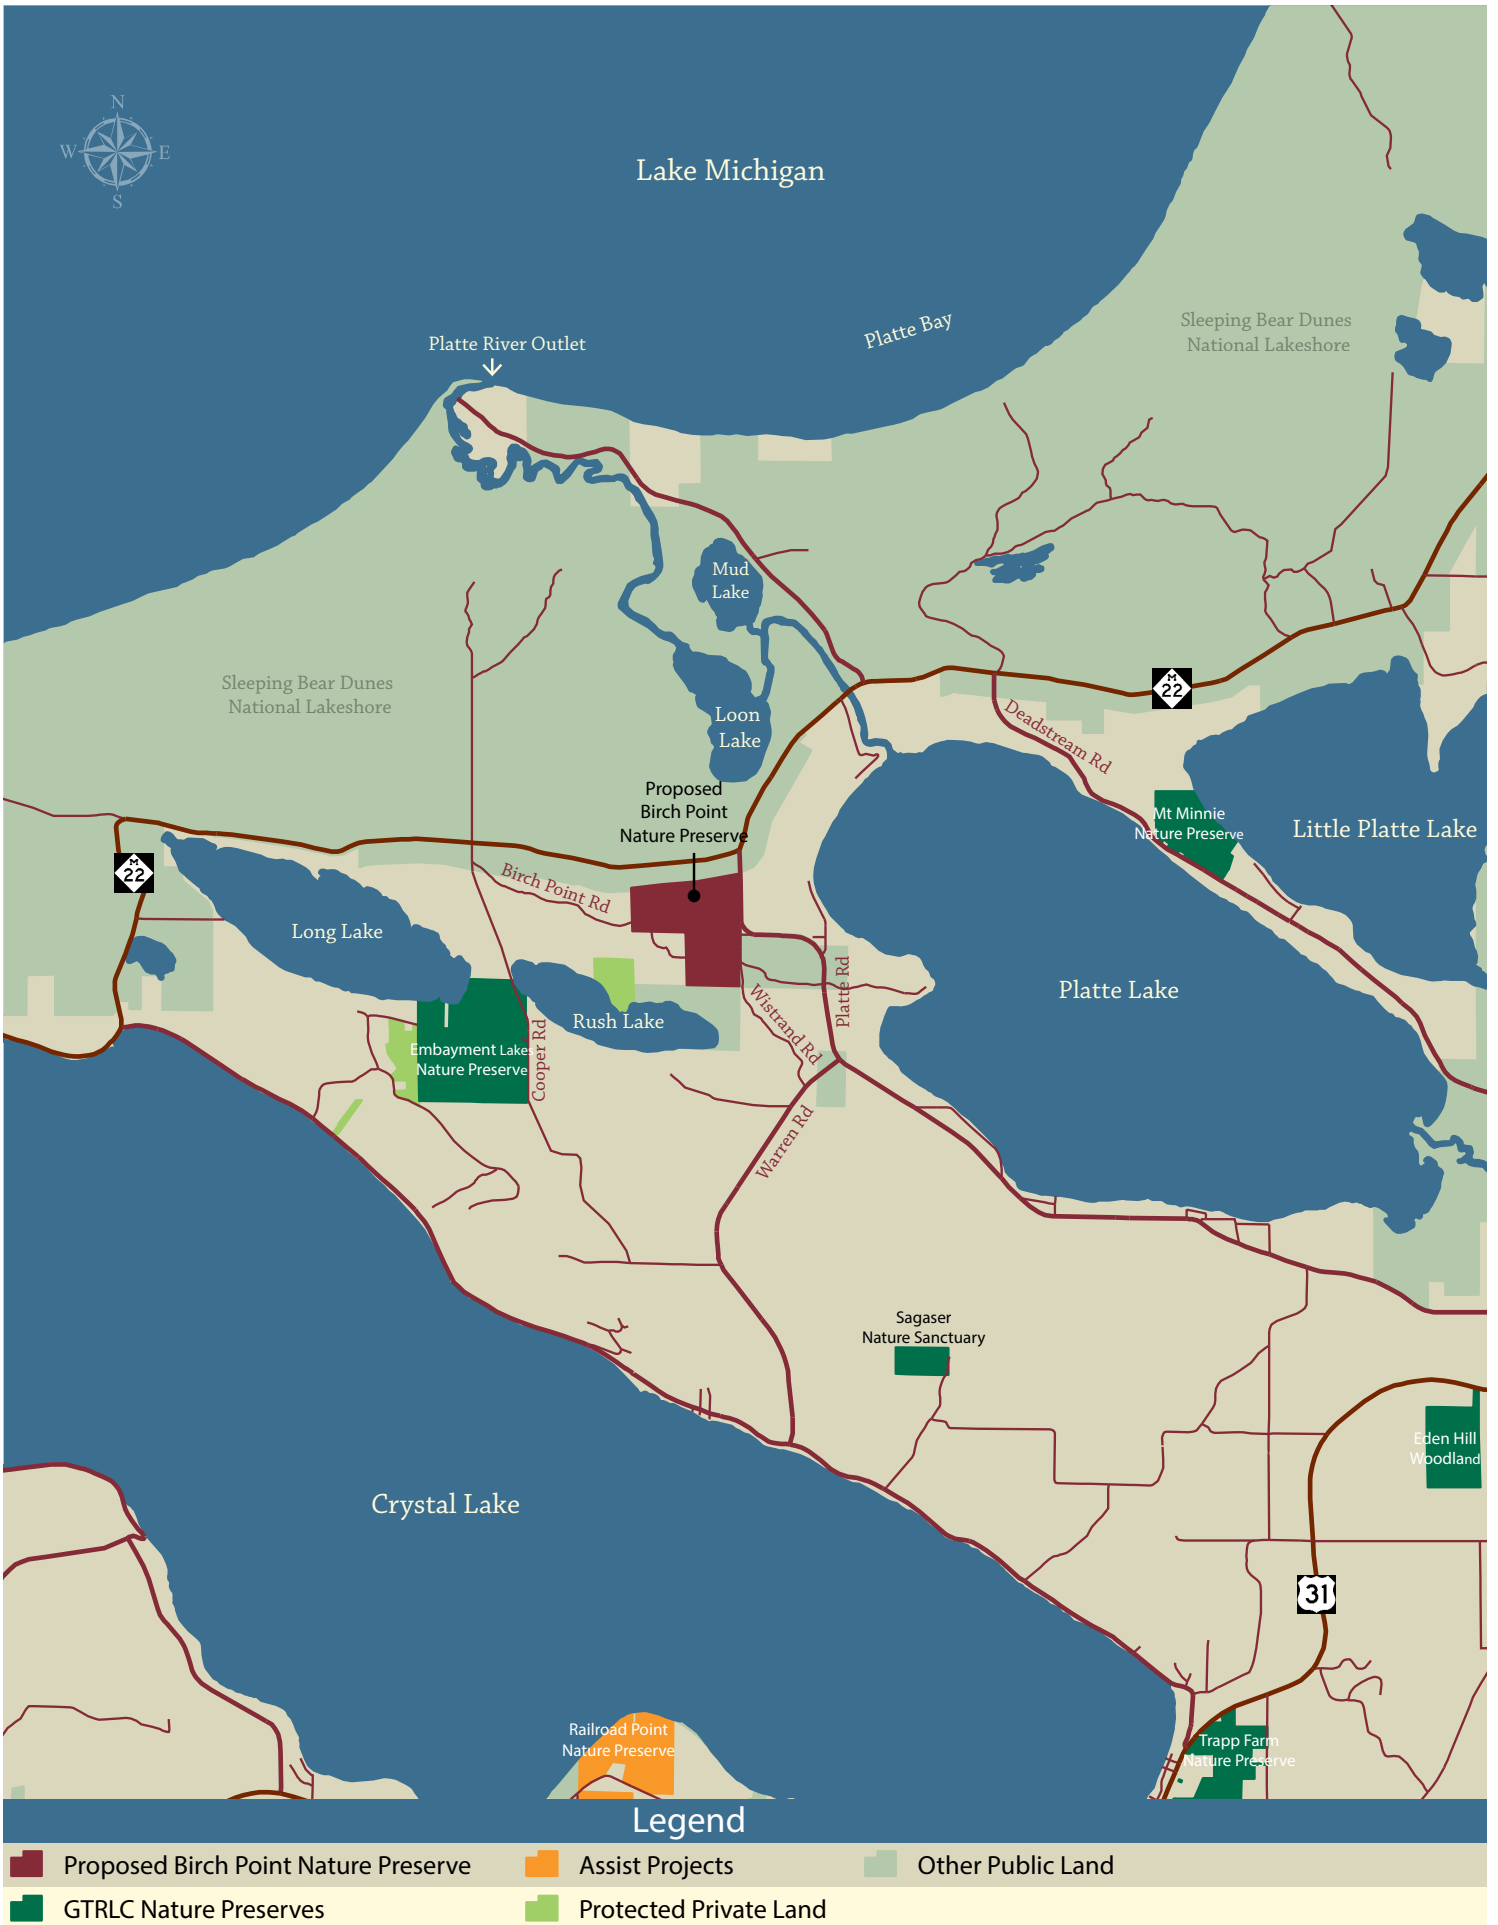 N
W E
S
Lake Michigan
Platte Bay
Sleeping Bear Dunes
National Lakeshore
Platte River Outlet
Mud
Lake
Sleeping Bear Dunes
National Lakeshore
M
22
Loon
Lake
Deadstream Rd
Proposed
Birch Point
Nature Preserve
Mt Minnie
Nature Preserve
Little Platte Lake
M
22
Birch Point Rd
Long Lake
Platte Rd
Platte Lake
Wistrand Rd
Rush Lake
Embayment Lakes
Nature Preserve
Cooper Rd
Warren Rd
Sagaser
Nature Sanctuary
Eden Hill
Woodland
Crystal Lake
31
Railroad Point
Nature Preserve
Trapp Farm
Nature Preserve
Legend
Proposed Birch Point Nature Preserve
Assist Projects
Other Public Land
GTRLC Nature Preserves
Protected Private Land